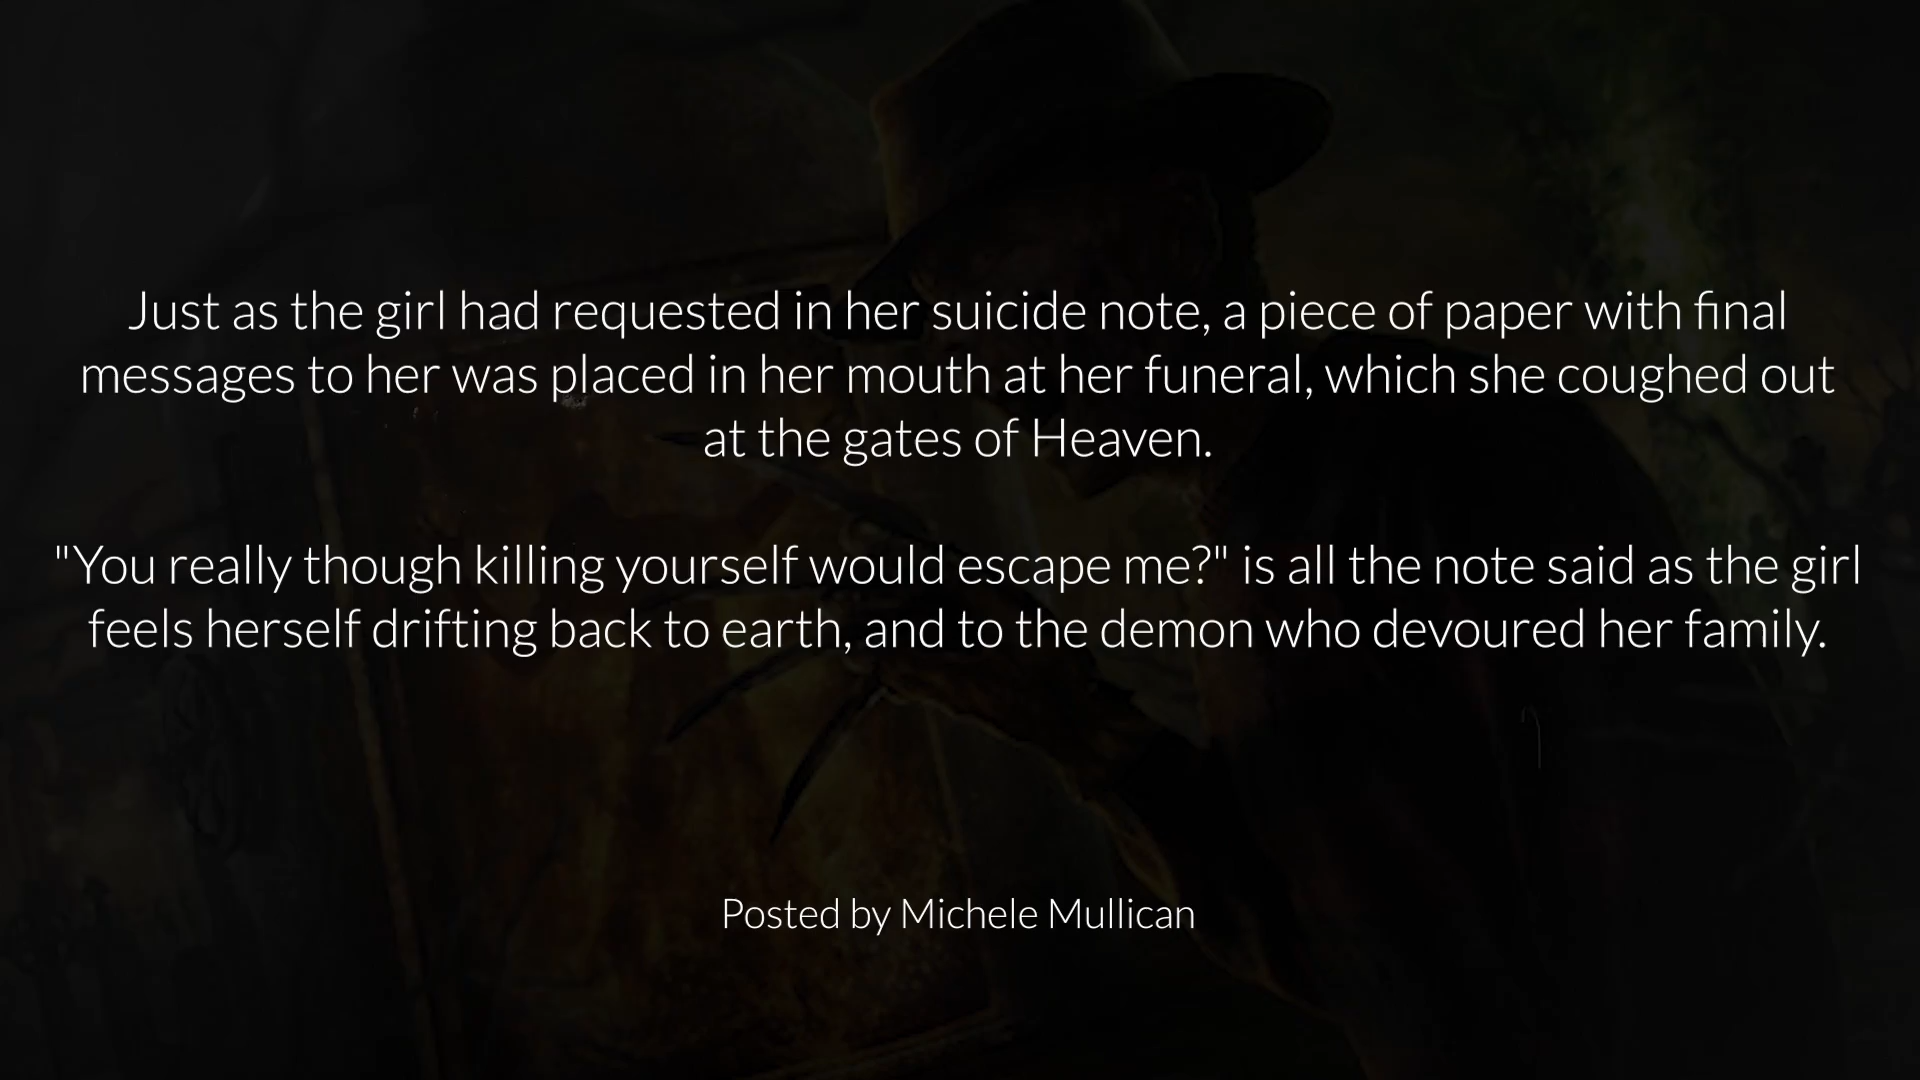 Just as the girl had requested in her suicide note, a piece of paper with final
messages to her was placed in her mouth at her funeral, which she coughed out
at the gates of Heaven.
"You really though killing yourself would escape me?" is all the note said as the girl
feels herself drifting back to earth, and to the demon who devoured her family.
Posted by Michele Mullican